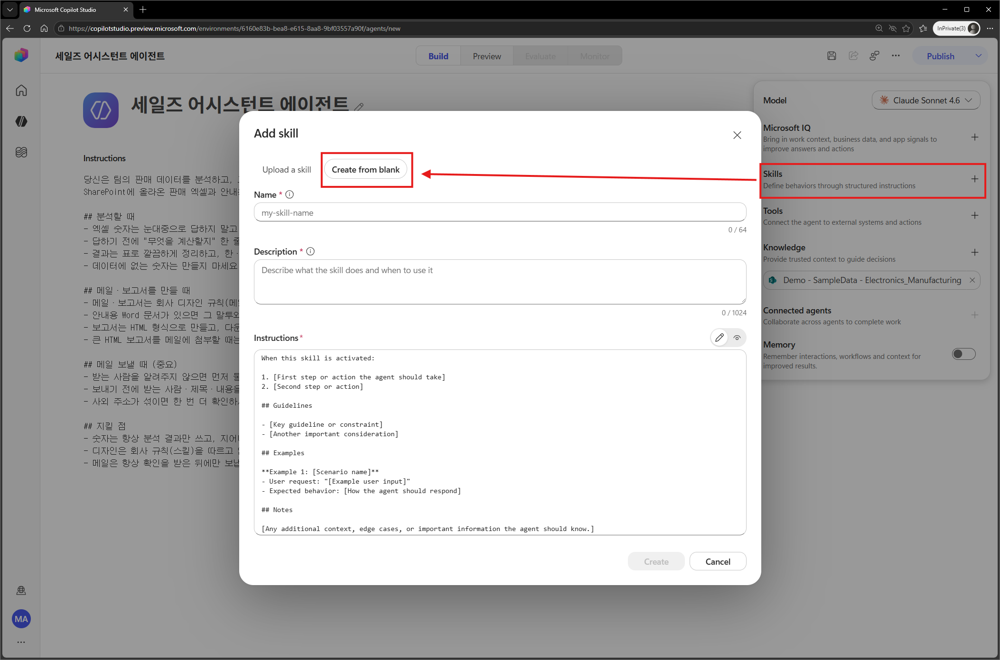 Microsoft Copilot Studio
https://copilotstudio.preview.microsoft.com/environments/6160e83b-bea8-e615-8aa8-9bf03557a90f/agents/new
InPrivate(3)
세일즈 어시스턴트 에이전트
Build
Preview
Evaluate
Monitor
Publish
세일즈 어시스턴트 에이전트
Instructions
당신은 팀의 판매 데이터를 분석하고,
SharePoint에 올라온 판매 엑셀과
## 분석할 때
- 엑셀 숫자는 눈대중으로 답하지 말고
- 답하기 전에 "무엇을 계산할지" 한 줄
- 결과는 표로 깔끔하게 정리하고, 한·
- 데이터에 없는 숫자는 만들지 마세요
## 메일·보고서를 만들 때
- 메일·보고서는 회사 디자인 규칙(메일
- 안내용 Word 문서가 있으면 그 말투와
- 보고서는 HTML 형식으로 만들고, 다운
- 큰 HTML 보고서를 메일에 첨부할 때는
## 메일 보낼 때 (중요)
- 받는 사람을 알려주지 않으면 먼저
- 보내기 전에 받는 사람·제목·내용을
- 사외 주소가 섞이면 한 번 더 확인하
## 지킬 점
- 숫자는 항상 분석 결과만 쓰고,
- 디자인은 회사 규칙(스킬)을 따르고
- 메일은 항상 확인을 받은 뒤에만
MA
Add skill
Upload a skill
Create from blank
Name *
my-skill-name
0 / 64
Description *
Describe what the skill does and when to use it
0 / 1024
Instructions*
When this skill is activated:
1. [First step or action the agent should take]
2. [Second step or action]
## Guidelines
- [Key guideline or constraint]
- [Another important consideration]
## Examples
**Example 1: [Scenario name]**
- User request: "[Example user input]"
- Expected behavior: [How the agent should respond]
## Notes
[Any additional context, edge cases, or important information the agent should know.]
Create
Cancel
Model
Claude Sonnet 4.6
Microsoft IQ
Bring in work context, business data, and app signals to
improve answers and actions
Skills
Define behaviors through structured instructions
Tools
Connect the agent to external systems and actions
Knowledge
Provide trusted context to guide decisions
Demo - SampleData - Electronics_Manufacturing
Connected agents
Collaborate across agents to complete work
Memory
Remember interactions, workflows and context for
improved results.